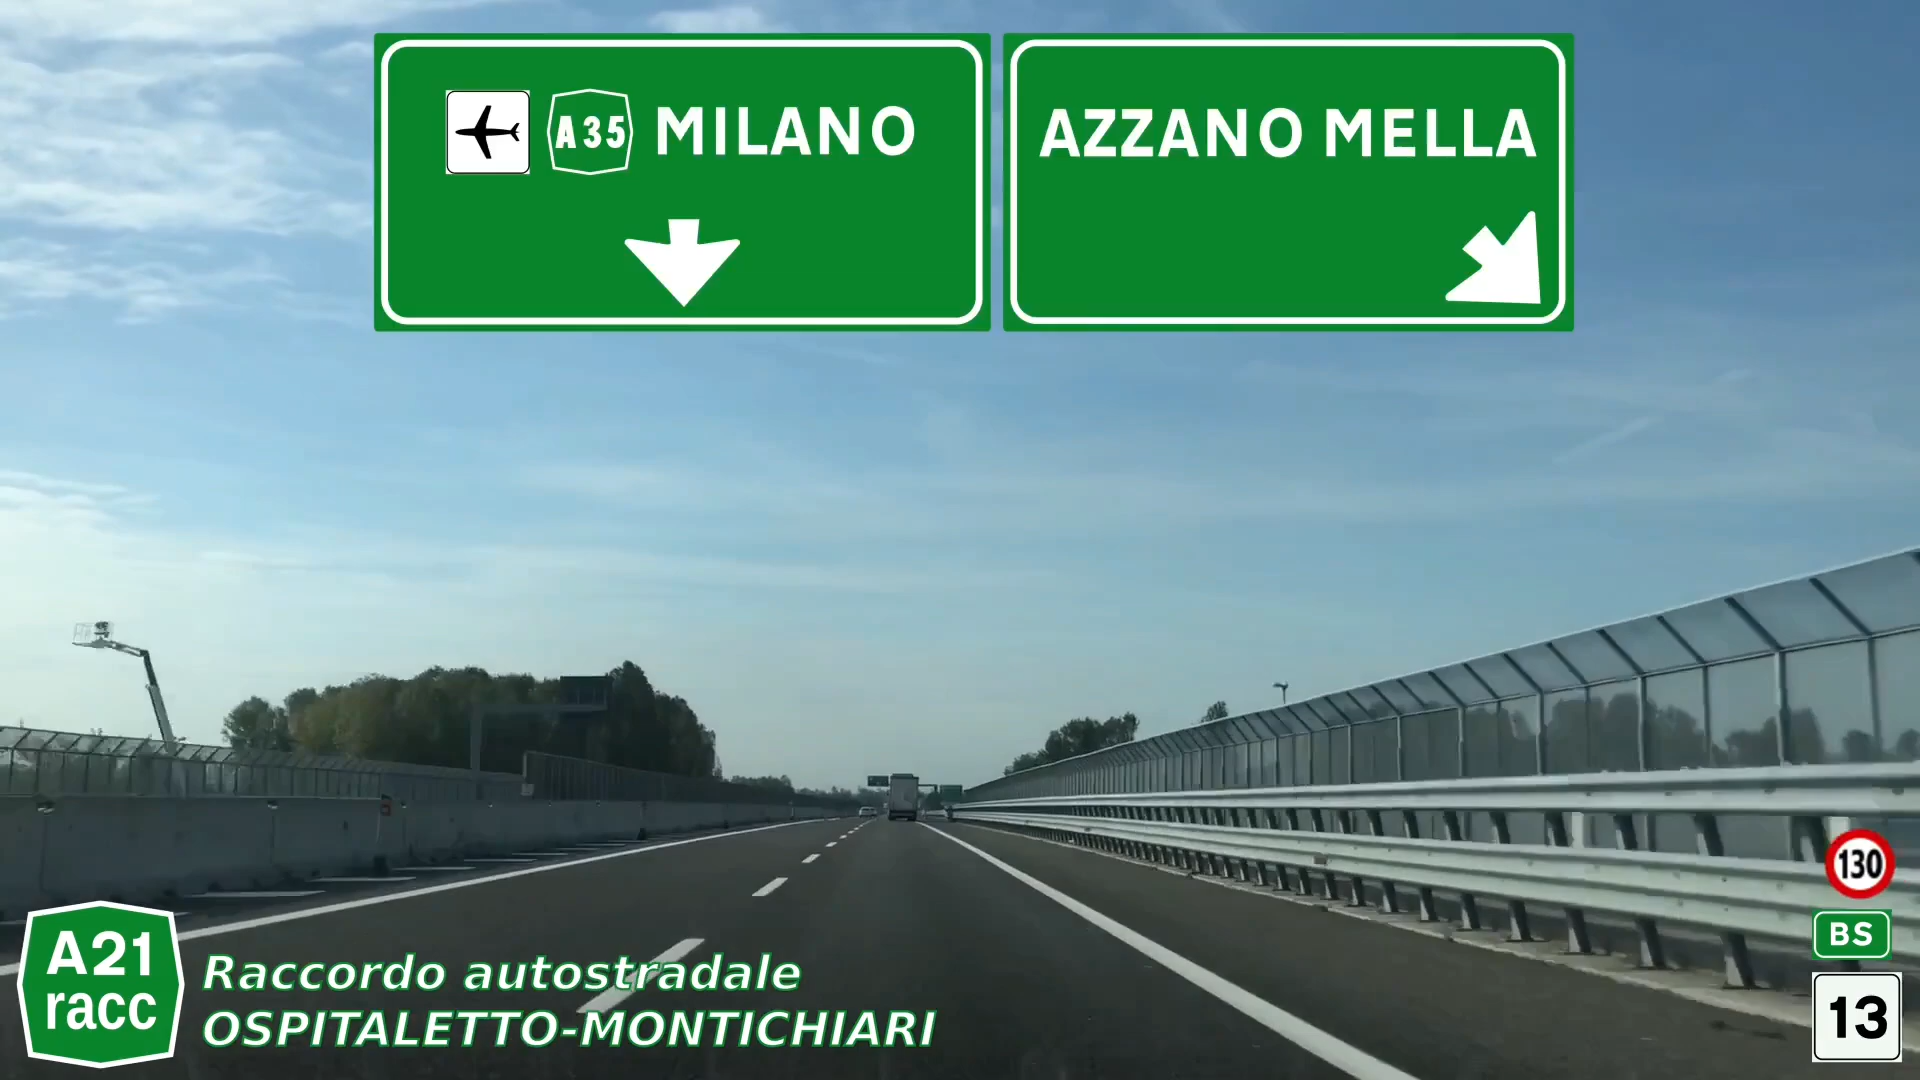 A35 MILANO
AZZANO MELLA
130
BS
13
A21
racc
Raccordo autostradale
OSPITALETTO-MONTICHIARI